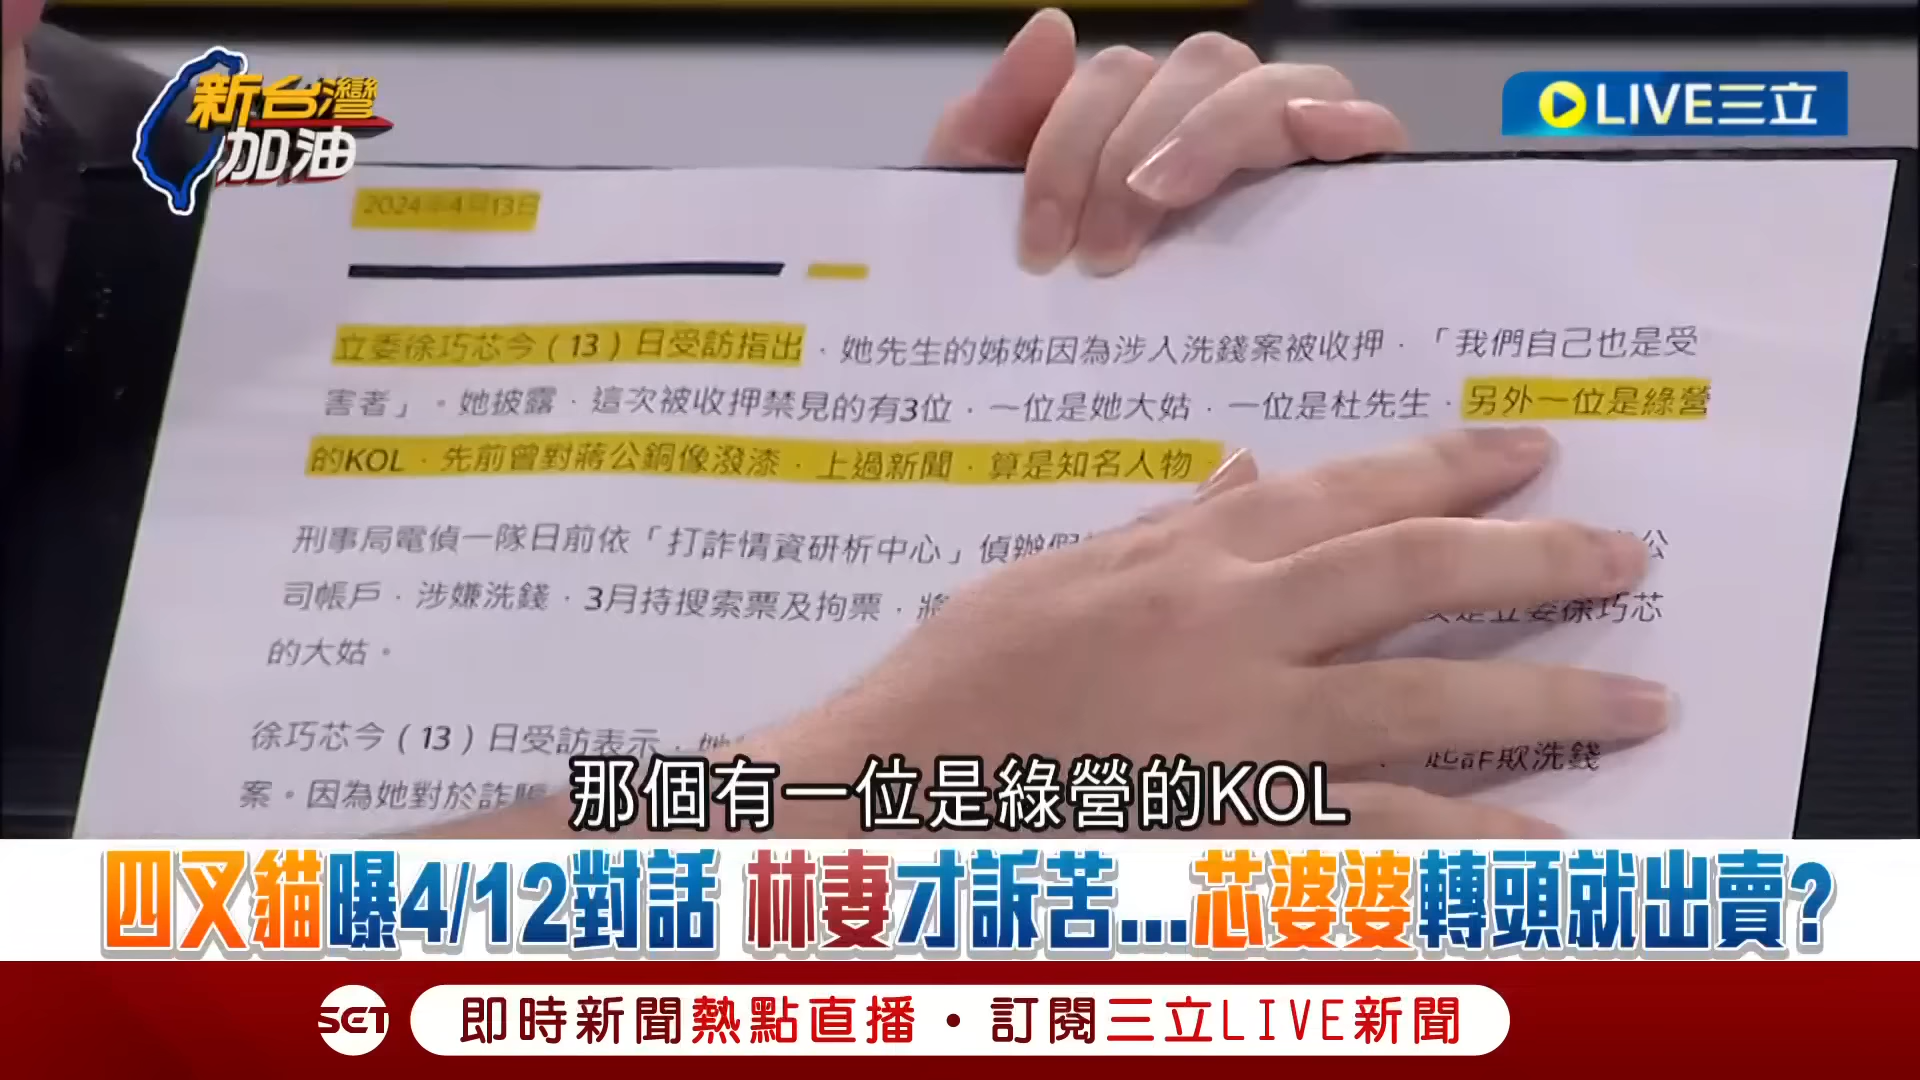 新台灣
加油
LIVE三立
2024年4月13日
立委徐巧芯今（13）日受訪指出，她先生的姊姊因為涉入洗錢案被收押，「我們自己也是受
害者」。她披露，這次被收押禁見的有3位，一位是她大姑，一位是杜先生，另外一位是綠營
的KOL，先前曾對蔣公銅像潑漆，上過新聞，算是知名人物，
刑事局電偵一隊日前依「打詐情資研析中心」偵辦假 公
司帳戶，涉嫌洗錢，3月持搜索票及拘票，將 是立委徐巧芯
的大姑。
徐巧芯今（13）日受訪表示，她 些詐欺洗錢
案。因為她對於詐騙
那個有一位是綠營的KOL
四叉貓曝4/12對話 林妻才訴苦...芯婆婆轉頭就出賣?
SET 即時新聞熱點直播•訂閱三立LIVE新聞